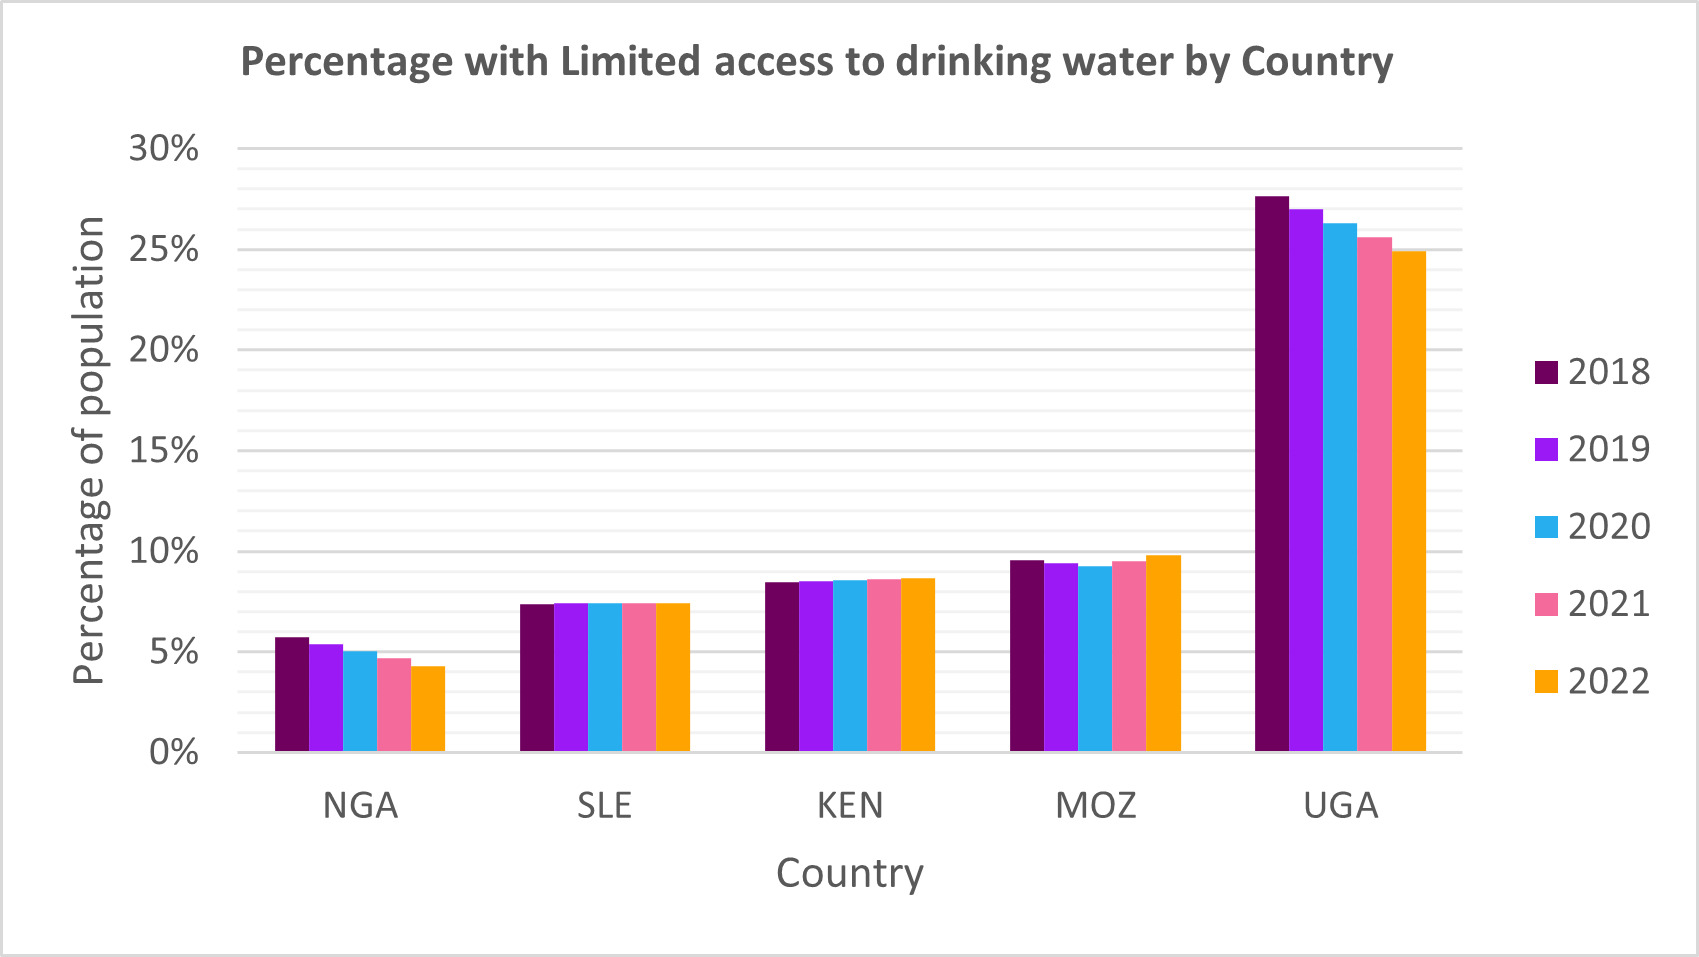 Percentage with Limited access to drinking water by Country
30%
25%
20%
15%
10%
5%
0%
Percentage of population
NGA
SLE
KEN
MOZ
UGA
Country
2018
2019
2020
2021
2022